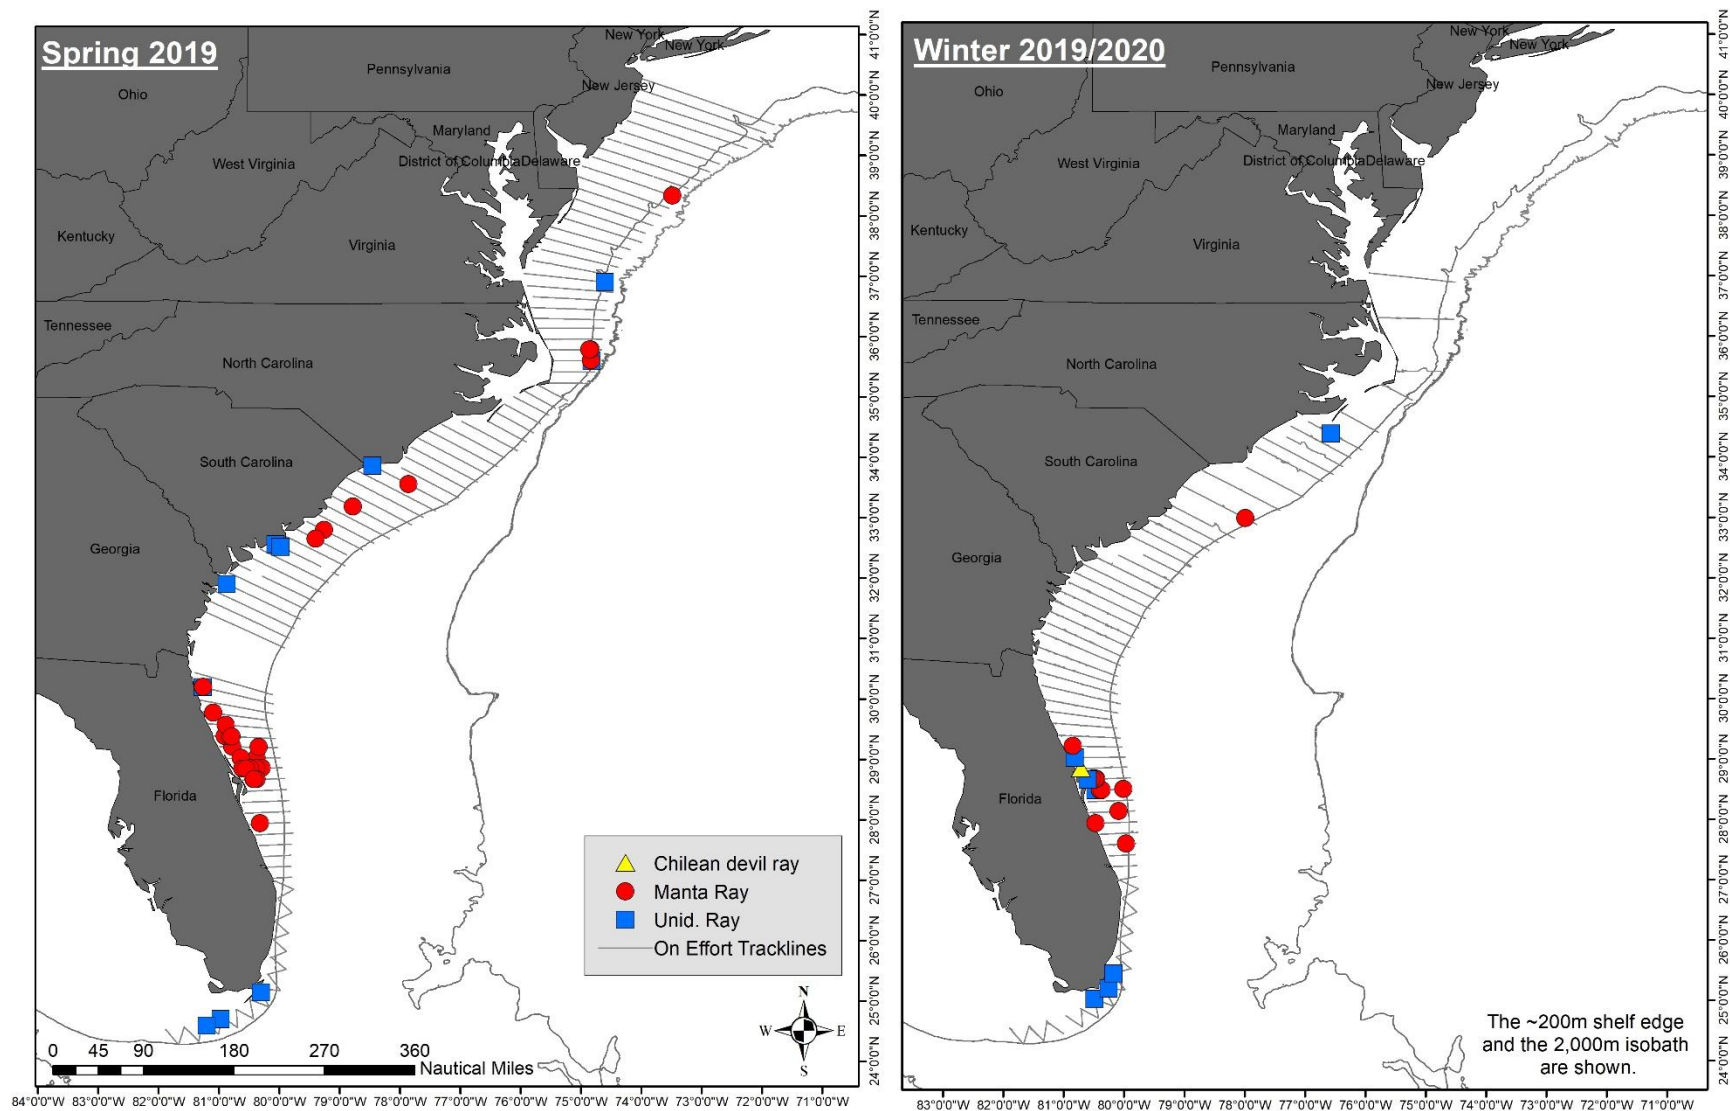 Spring 2019
New York
New York
Pennsylvania
Ohio
New Jersey
Maryland
West Virginia
District of Columbia
Delaware
Kentucky
Virginia
Tennessee
North Carolina
South Carolina
Georgia
Florida
Chilean devil ray
Manta Ray
Unid. Ray
On Effort Tracklines
N
W E
S
0 45 90 180 270 360
Nautical Miles
41°0'0"N
40°0'0"N
39°0'0"N
38°0'0"N
37°0'0"N
36°0'0"N
35°0'0"N
34°0'0"N
33°0'0"N
32°0'0"N
31°0'0"N
30°0'0"N
29°0'0"N
28°0'0"N
27°0'0"N
26°0'0"N
25°0'0"N
24°0'0"N
84°0'0"W 83°0'0"W 82°0'0"W 81°0'0"W 80°0'0"W 79°0'0"W 78°0'0"W 77°0'0"W 76°0'0"W 75°0'0"W 74°0'0"W 73°0'0"W 72°0'0"W 71°0'0"W
Winter 2019/2020
New York
New York
Pennsylvania
Ohio
New Jersey
Maryland
West Virginia
District of Columbia
Delaware
Kentucky
Virginia
Tennessee
North Carolina
South Carolina
Georgia
Florida
The ~200m shelf edge
and the 2,000m isobath
are shown.
41°0'0"N
40°0'0"N
39°0'0"N
38°0'0"N
37°0'0"N
36°0'0"N
35°0'0"N
34°0'0"N
33°0'0"N
32°0'0"N
31°0'0"N
30°0'0"N
29°0'0"N
28°0'0"N
27°0'0"N
26°0'0"N
25°0'0"N
24°0'0"N
83°0'0"W 82°0'0"W 81°0'0"W 80°0'0"W 79°0'0"W 78°0'0"W 77°0'0"W 76°0'0"W 75°0'0"W 74°0'0"W 73°0'0"W 72°0'0"W 71°0'0"W